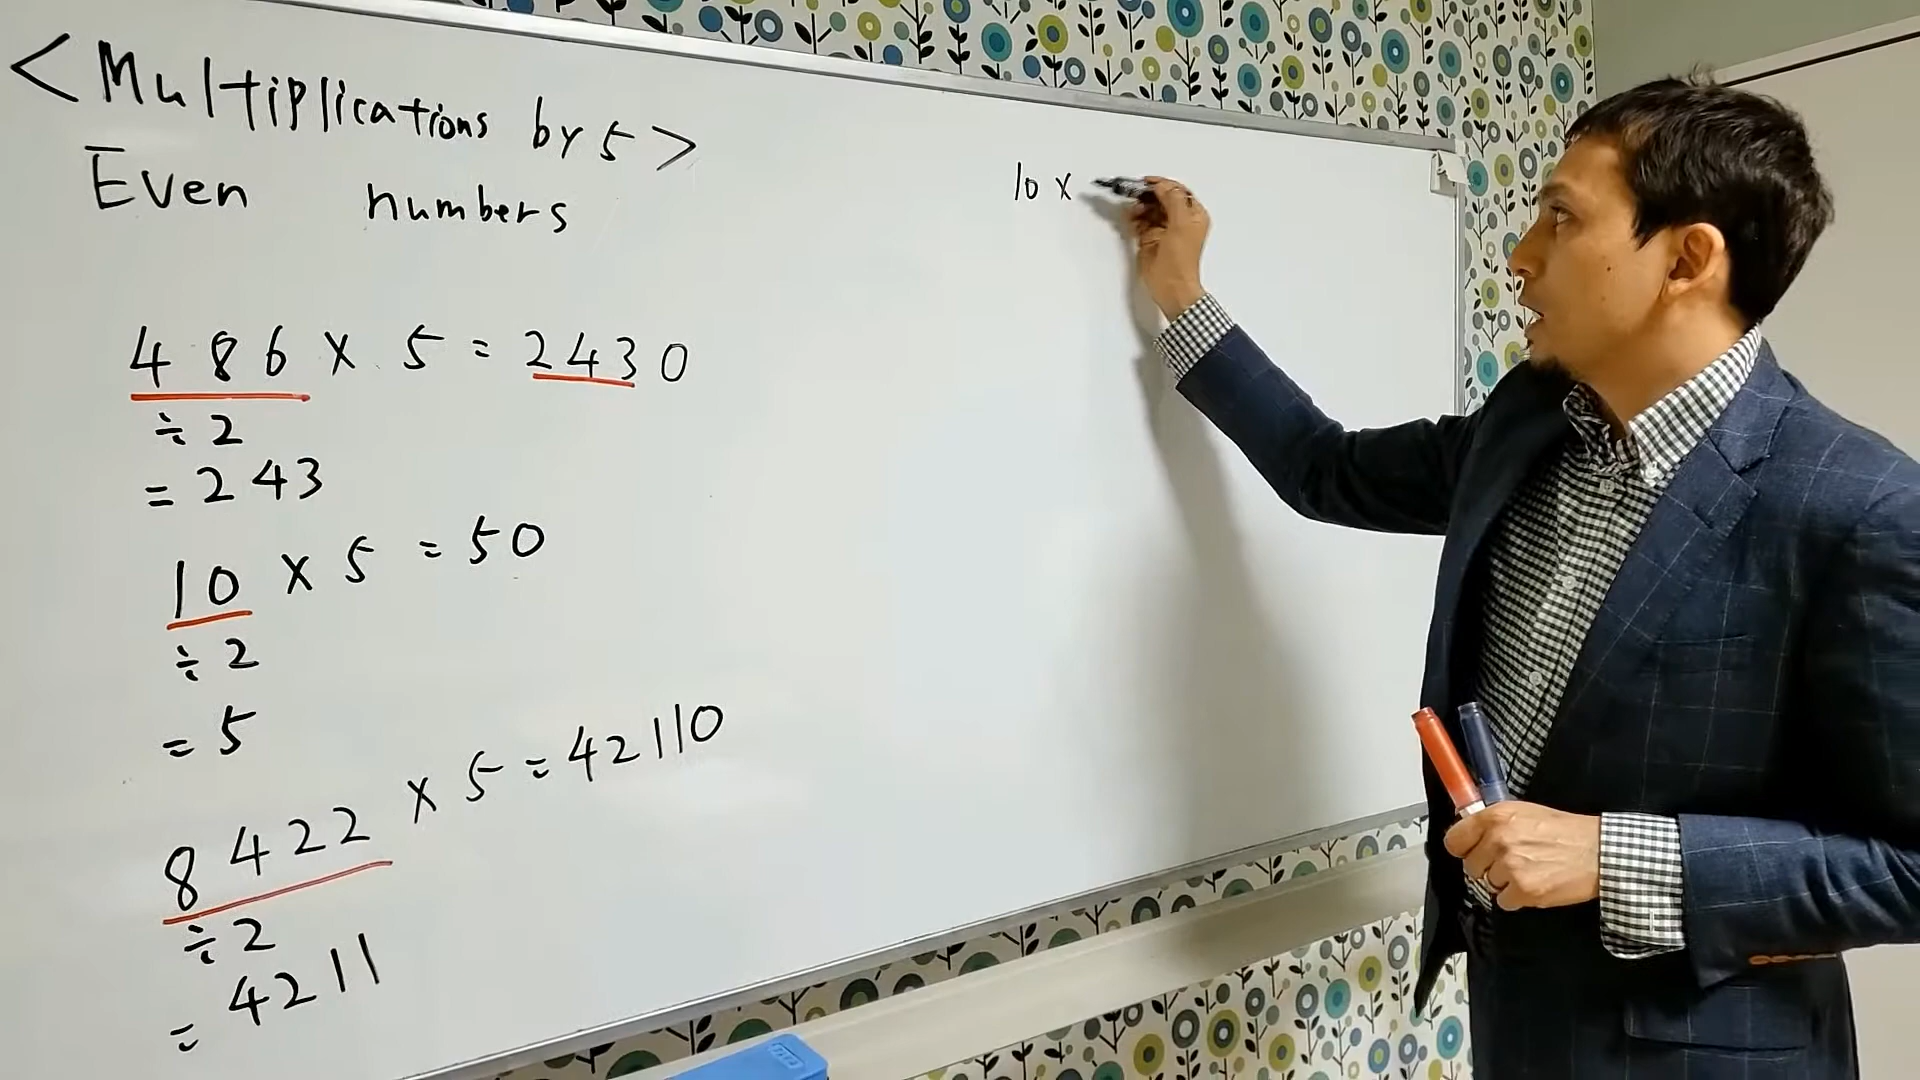 < Multiplications by 5 >
Even numbers
486 x 5 = 2430
÷ 2
= 243
10 x 5 = 50
÷ 2
= 5
8422 x 5 = 42110
÷ 2
= 4211
10 x